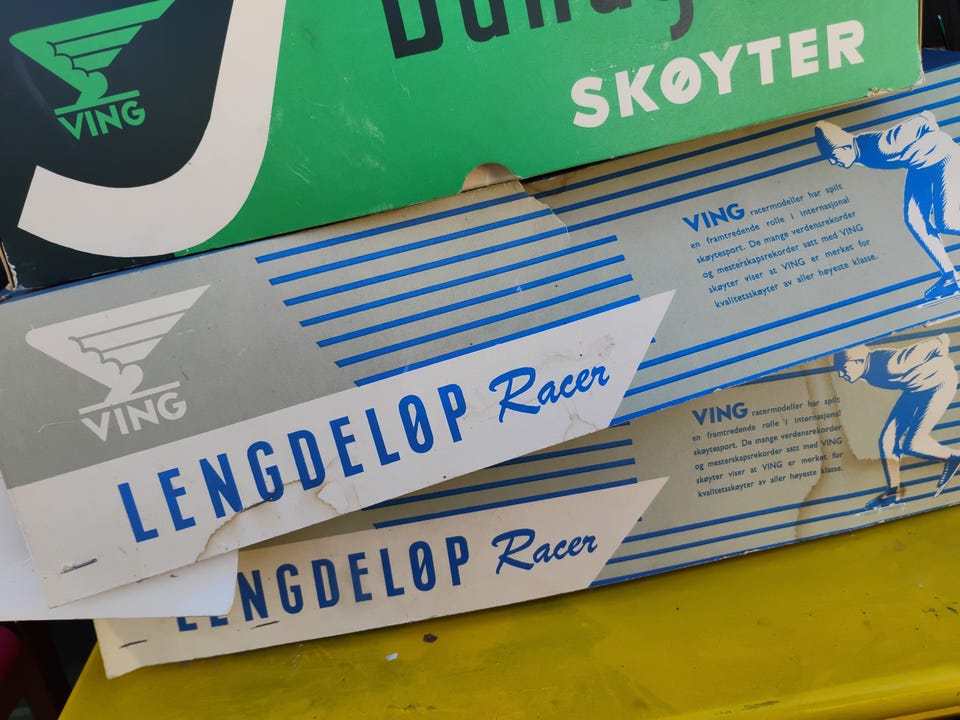 VING
SKØYTER
VING
LENGDELØP Racer
VING racermodeller har spilt
en framtredende rolle i internasjonal
skøytesport. De mange verdensrekorder
og mesterskapsrekorder satt med VING
skøyter viser at VING er merket for
kvalitetsskøyter av aller høyeste klasse.
LENGDELØP Racer
VING racermodeller har spilt
en framtredende rolle i internasjonal
skøytesport. De mange verdensrekorder
og mesterskapsrekorder satt med VING
skøyter viser at VING er merket for
kvalitetsskøyter av aller høyeste klasse.